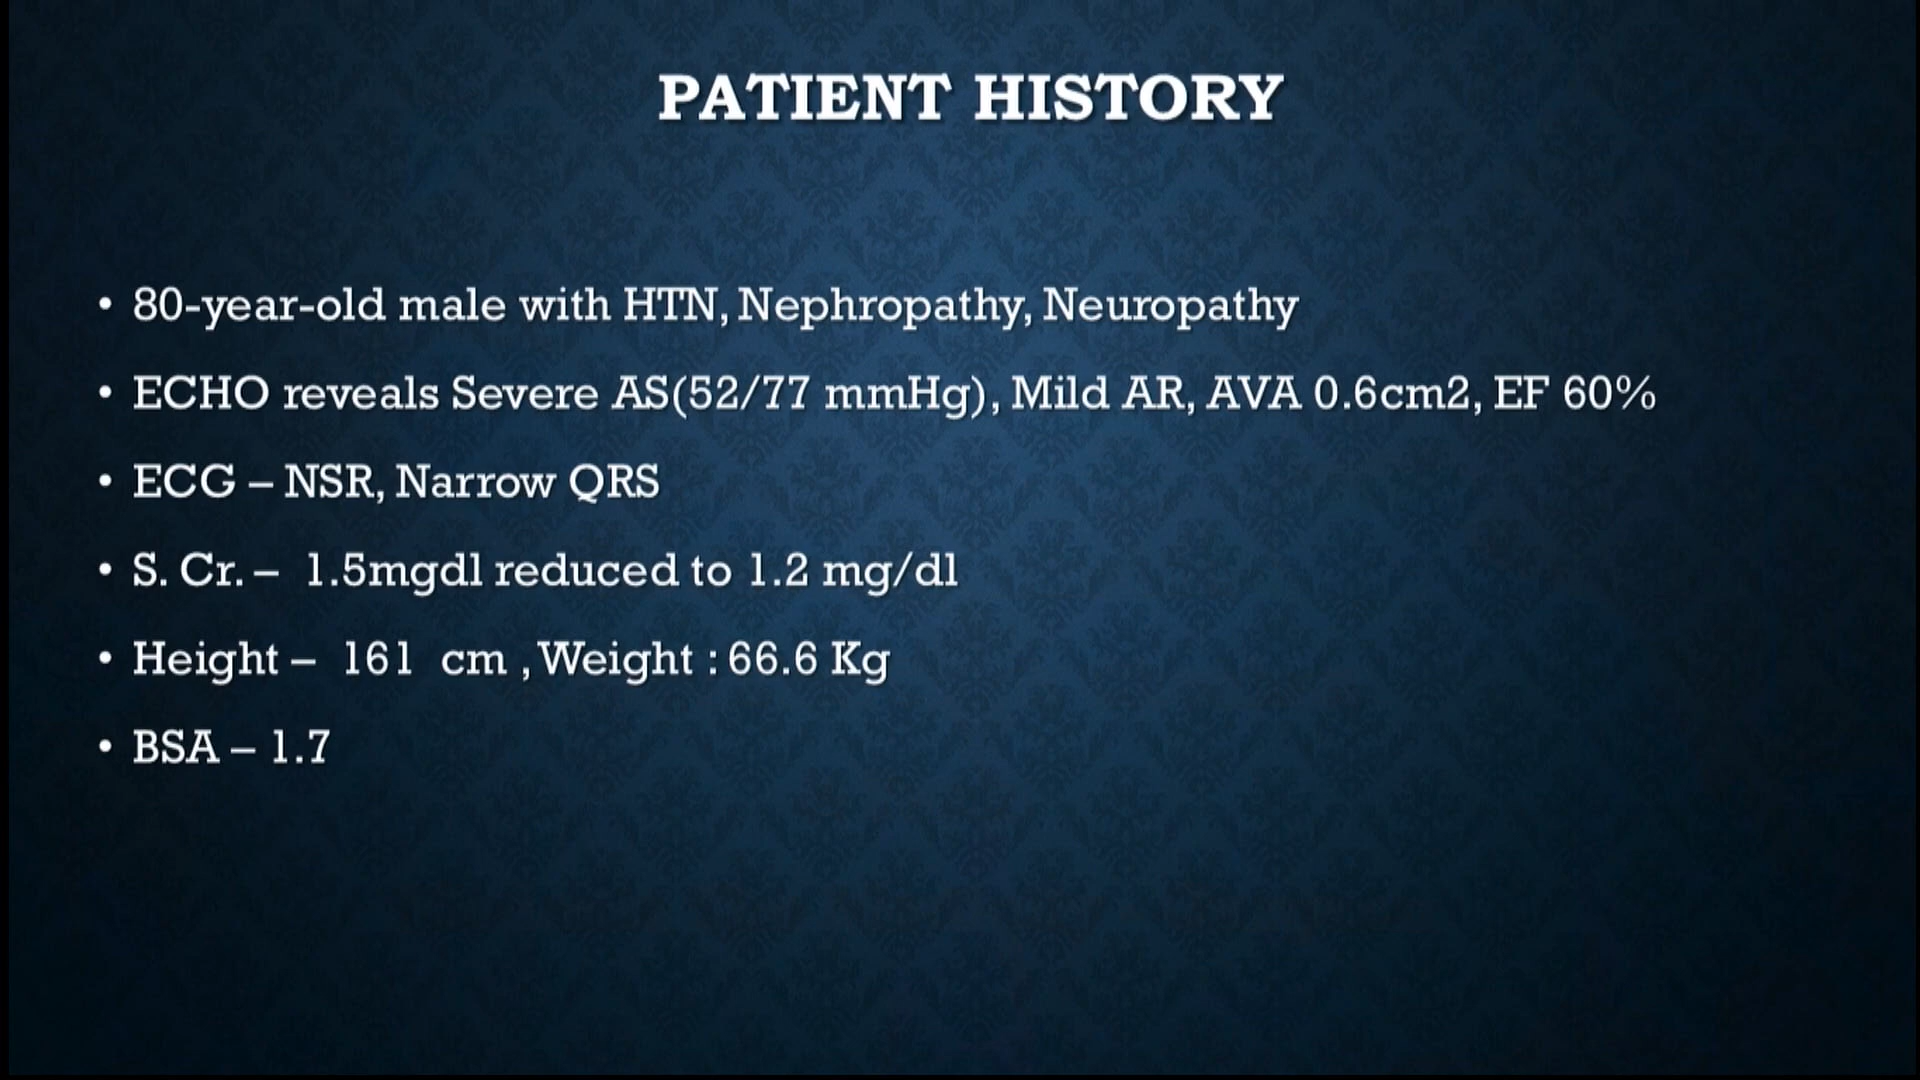 PATIENT HISTORY
• 80-year-old male with HTN, Nephropathy, Neuropathy
• ECHO reveals Severe AS(52/77 mmHg), Mild AR, AVA 0.6cm2, EF 60%
• ECG – NSR, Narrow QRS
• S. Cr. – 1.5mgdl reduced to 1.2 mg/dl
• Height – 161 cm , Weight : 66.6 Kg
• BSA – 1.7